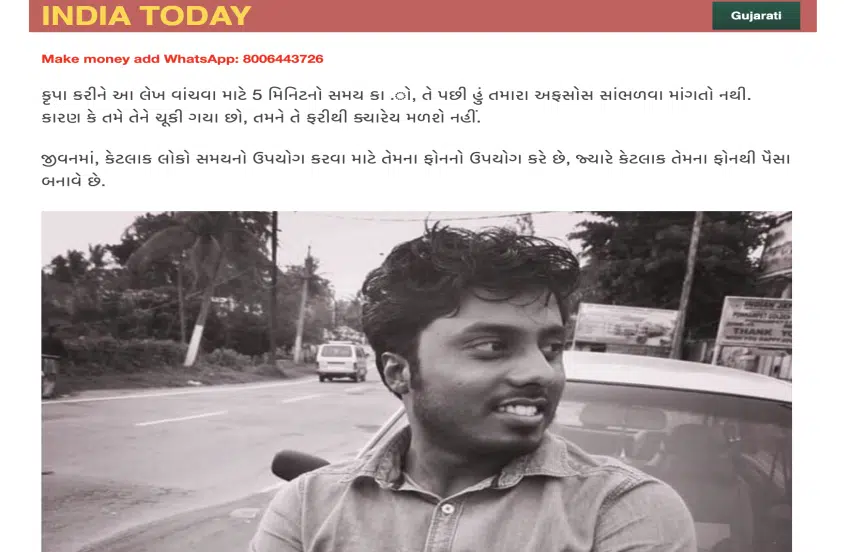 INDIA TODAY
Gujarati
Make money add WhatsApp: 8006443726
કૃપા કરીને આ લેખ વાંચવા માટે 5 મિનિટનો સમય કા .ો, તે પછી હું તમારા અફસોસ સાંભળવા માંગતો નથી.
કારણ કે તમે તેને ચૂકી ગયા છો, તમને તે ફરીથી ક્યારેય મળશે નહીં.
જીવનમાં, કેટલાક લોકો સમયનો ઉપયોગ કરવા માટે તેમના ફોનનો ઉપયોગ કરે છે, જ્યારે કેટલાક તેમના ફોનથી પૈસા
બનાવે છે.
THANK